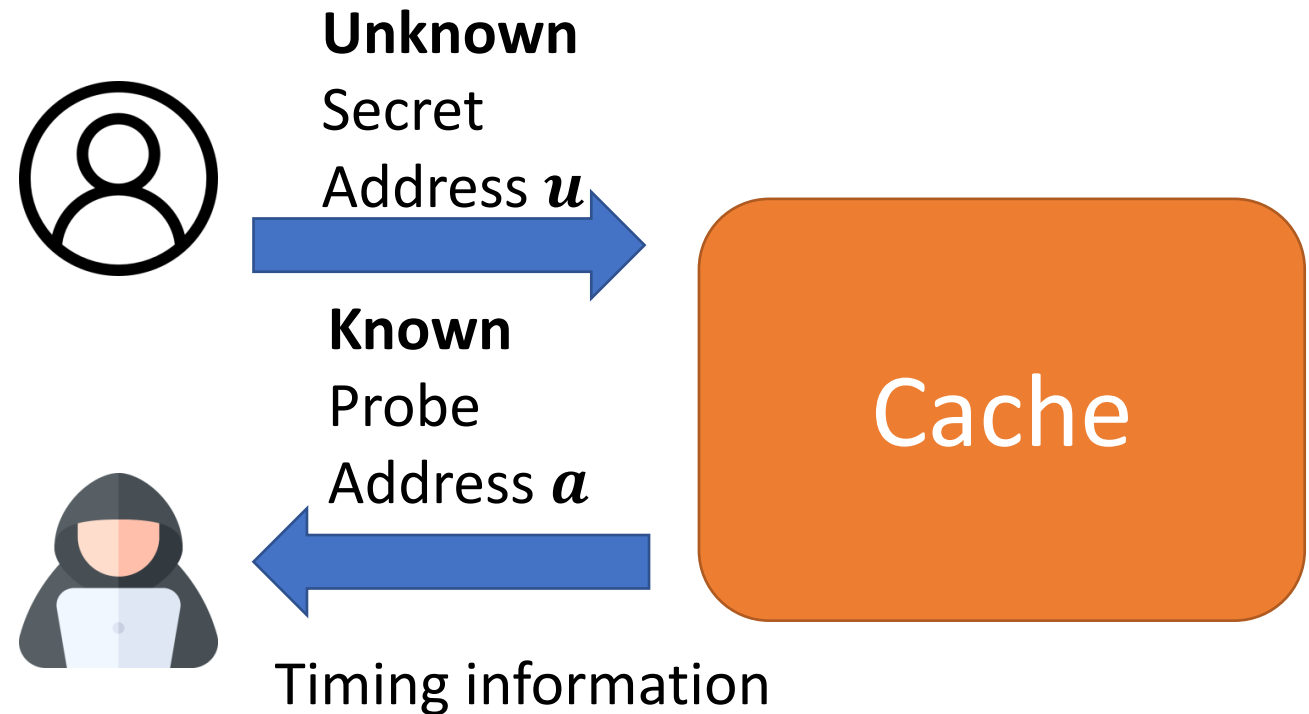 Unknown
Secret
Address u
Known
Probe
Address a
Cache
Timing information